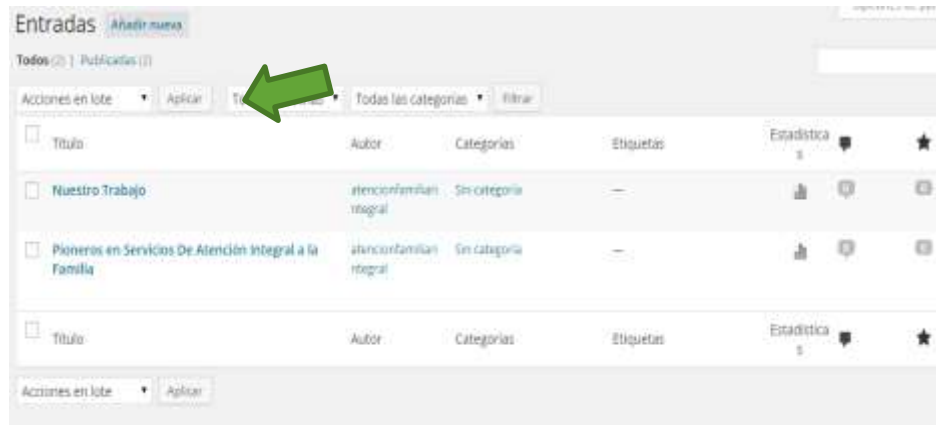 Entradas Añadir nueva
Todos (2) | Publicadas (2)
Acciones en lote Aplicar Todas las categorías Filtrar
Título Autor Categorías Etiquetas Estadísticas
Nuestro Trabajo atencionfamiliarintegral Sin categoría —
Pioneros en Servicios De Atención Integral a la Familia atencionfamiliarintegral Sin categoría —
Título Autor Categorías Etiquetas Estadísticas
Acciones en lote Aplicar